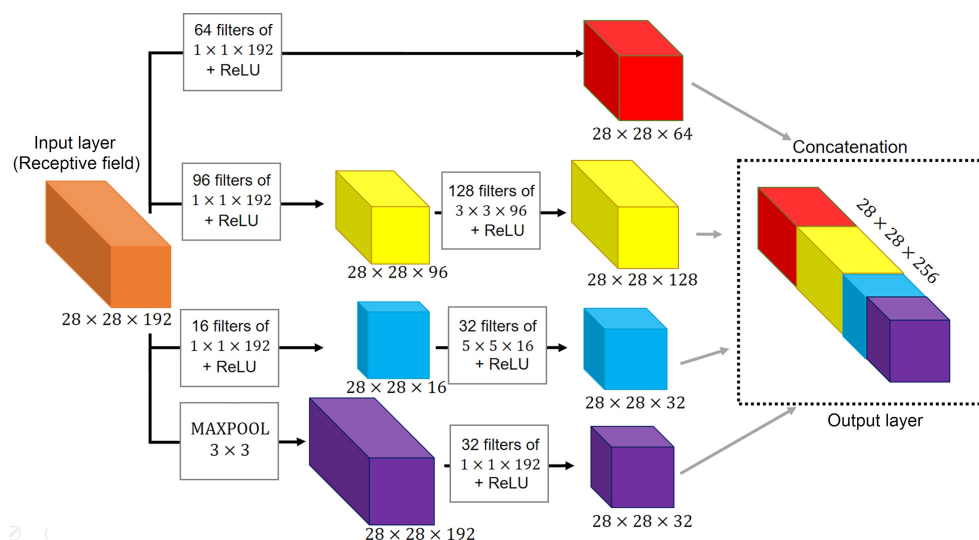 64 filters of
1 × 1 × 192
+ ReLU
28 × 28 × 64
Input layer
(Receptive field)
28 × 28 × 192
96 filters of
1 × 1 × 192
+ ReLU
28 × 28 × 96
128 filters of
3 × 3 × 96
+ ReLU
28 × 28 × 128
16 filters of
1 × 1 × 192
+ ReLU
28 × 28 × 16
32 filters of
5 × 5 × 16
+ ReLU
28 × 28 × 32
MAXPOOL
3 × 3
28 × 28 × 192
32 filters of
1 × 1 × 192
+ ReLU
28 × 28 × 32
Concatenation
28 × 28 × 256
Output layer